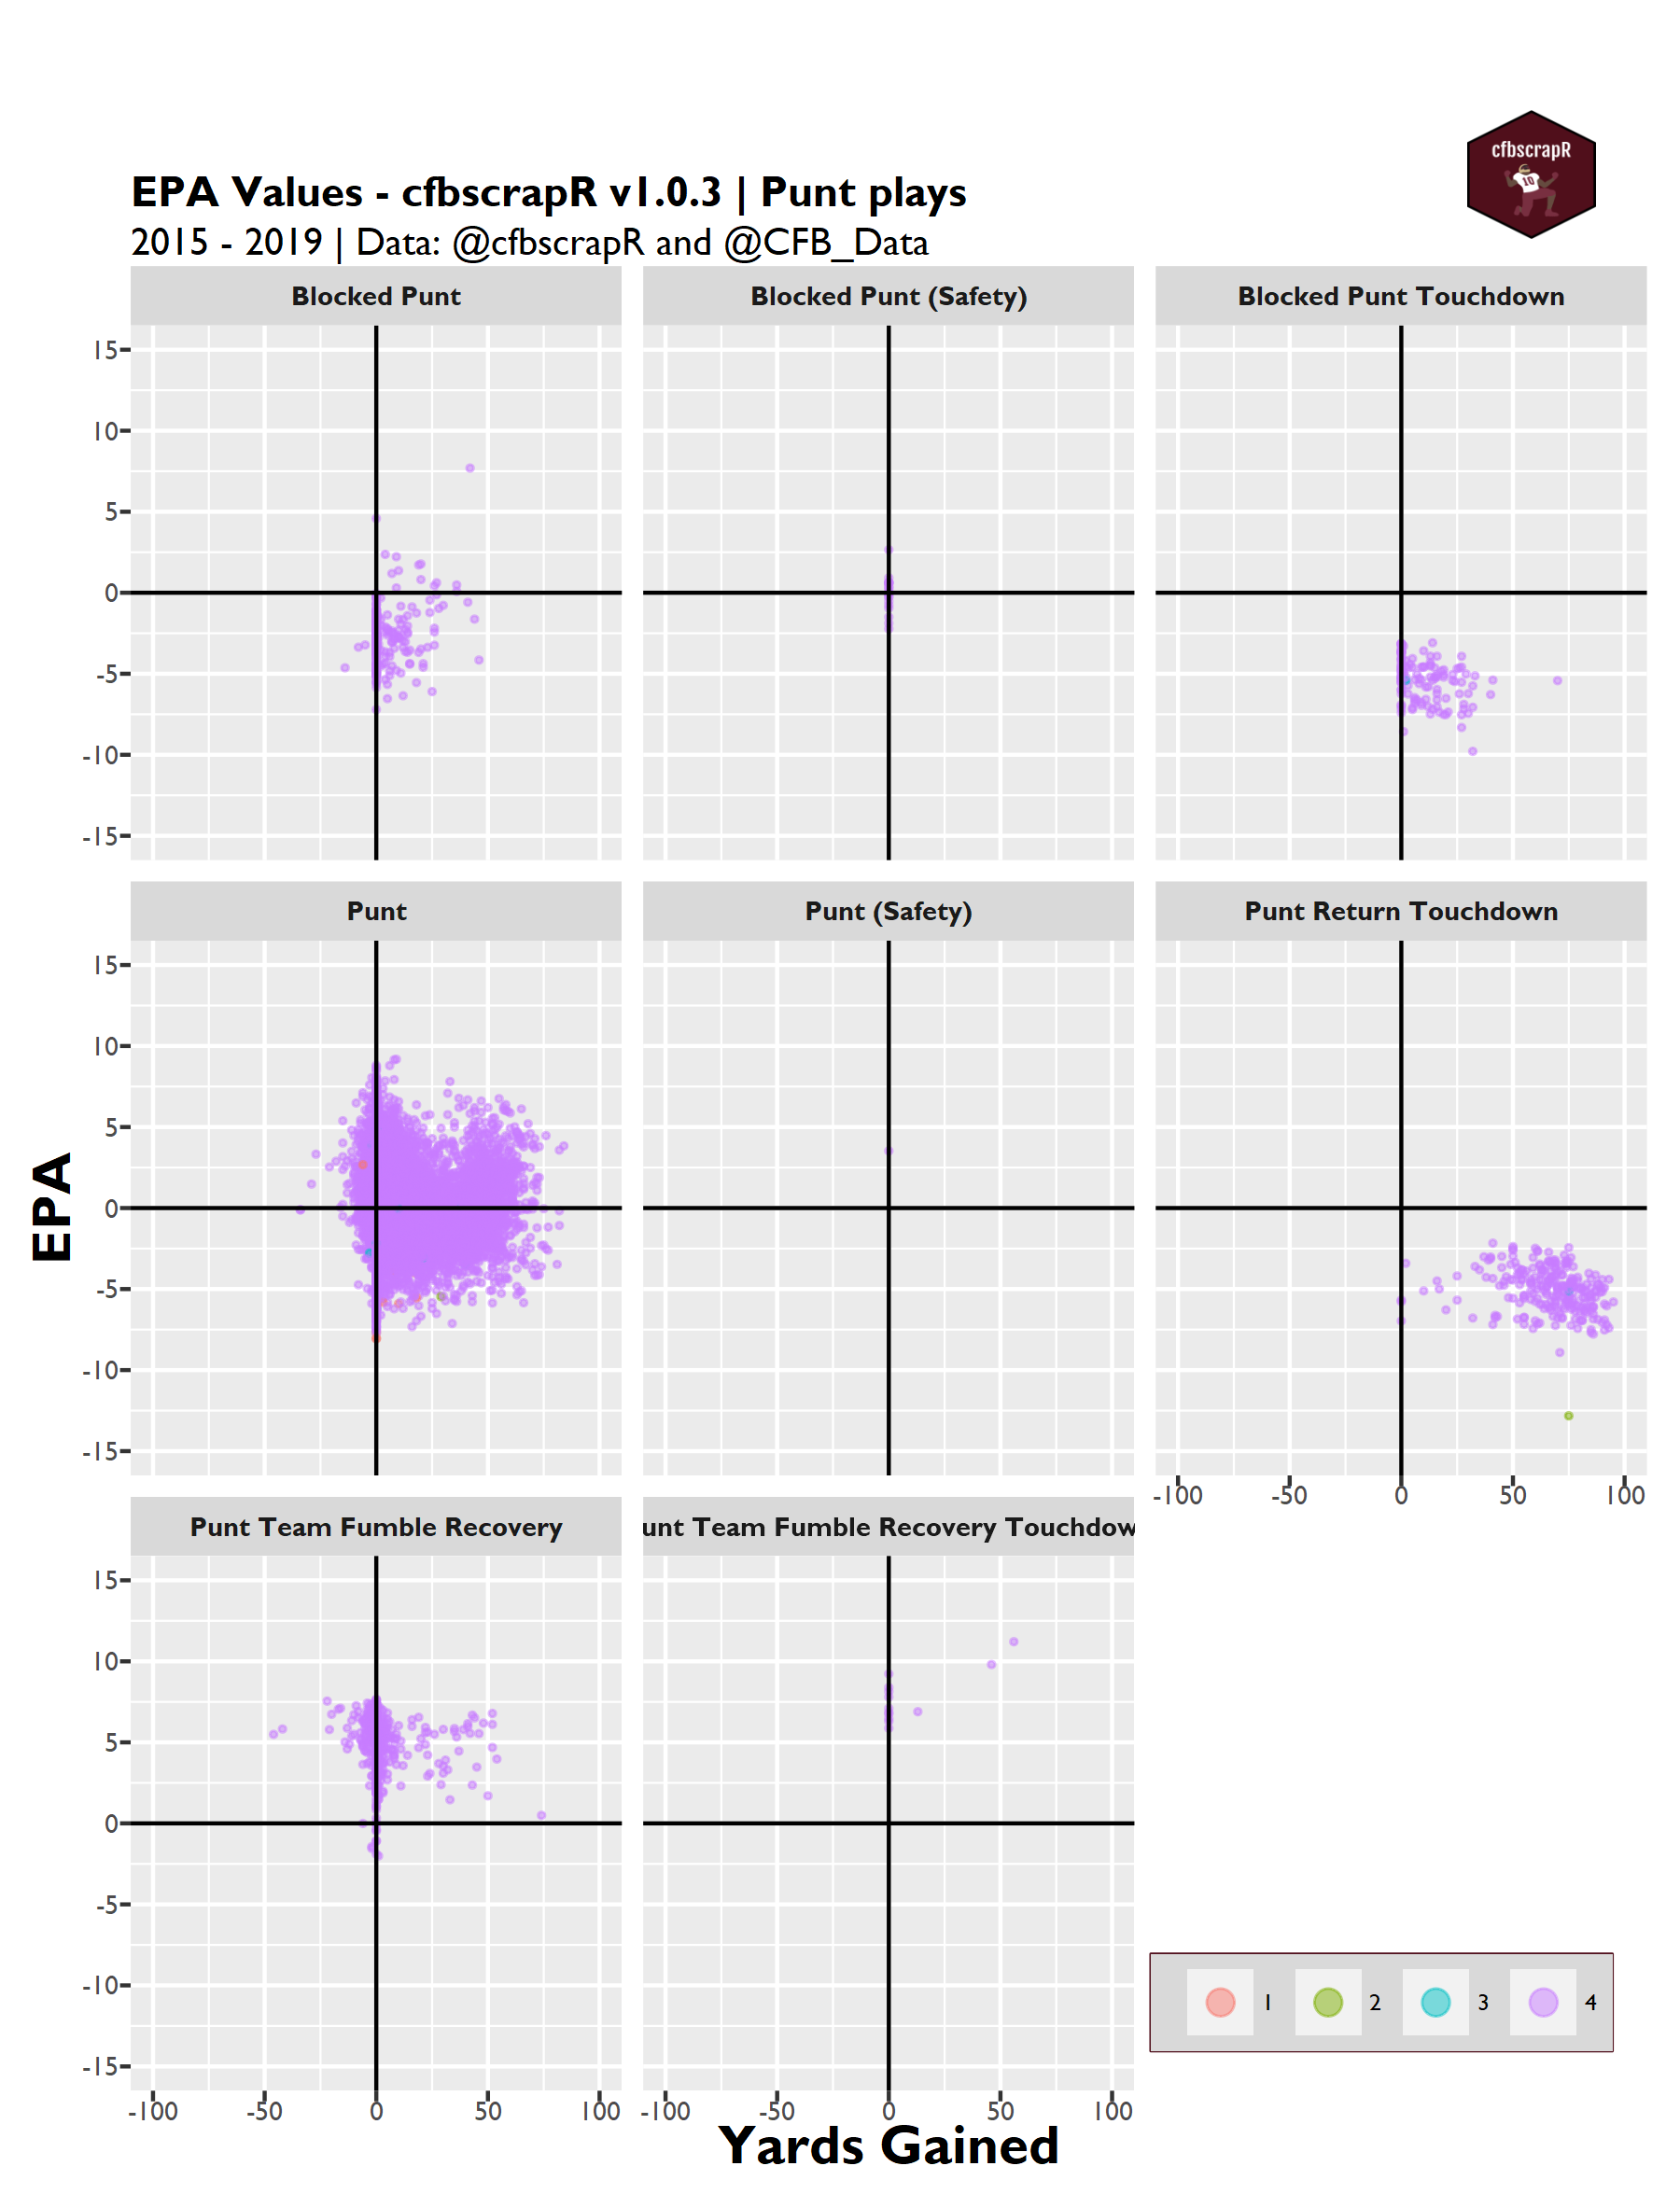 cfbscrapR
10
EPA Values - cfbscrapR v1.0.3 | Punt plays
2015 - 2019 | Data: @cfbscrapR and @CFB_Data
Blocked Punt
Blocked Punt (Safety)
Blocked Punt Touchdown
15
10
5
0
-5
-10
-15
Punt
Punt (Safety)
Punt Return Touchdown
15
10
5
0
-5
-10
-15
-100 -50 0 50 100
EPA
Punt Team Fumble Recovery
unt Team Fumble Recovery Touchdow
15
10
5
0
-5
-10
-15
-100 -50 0 50 100
-100 -50 0 50 100
1 2 3 4
Yards Gained